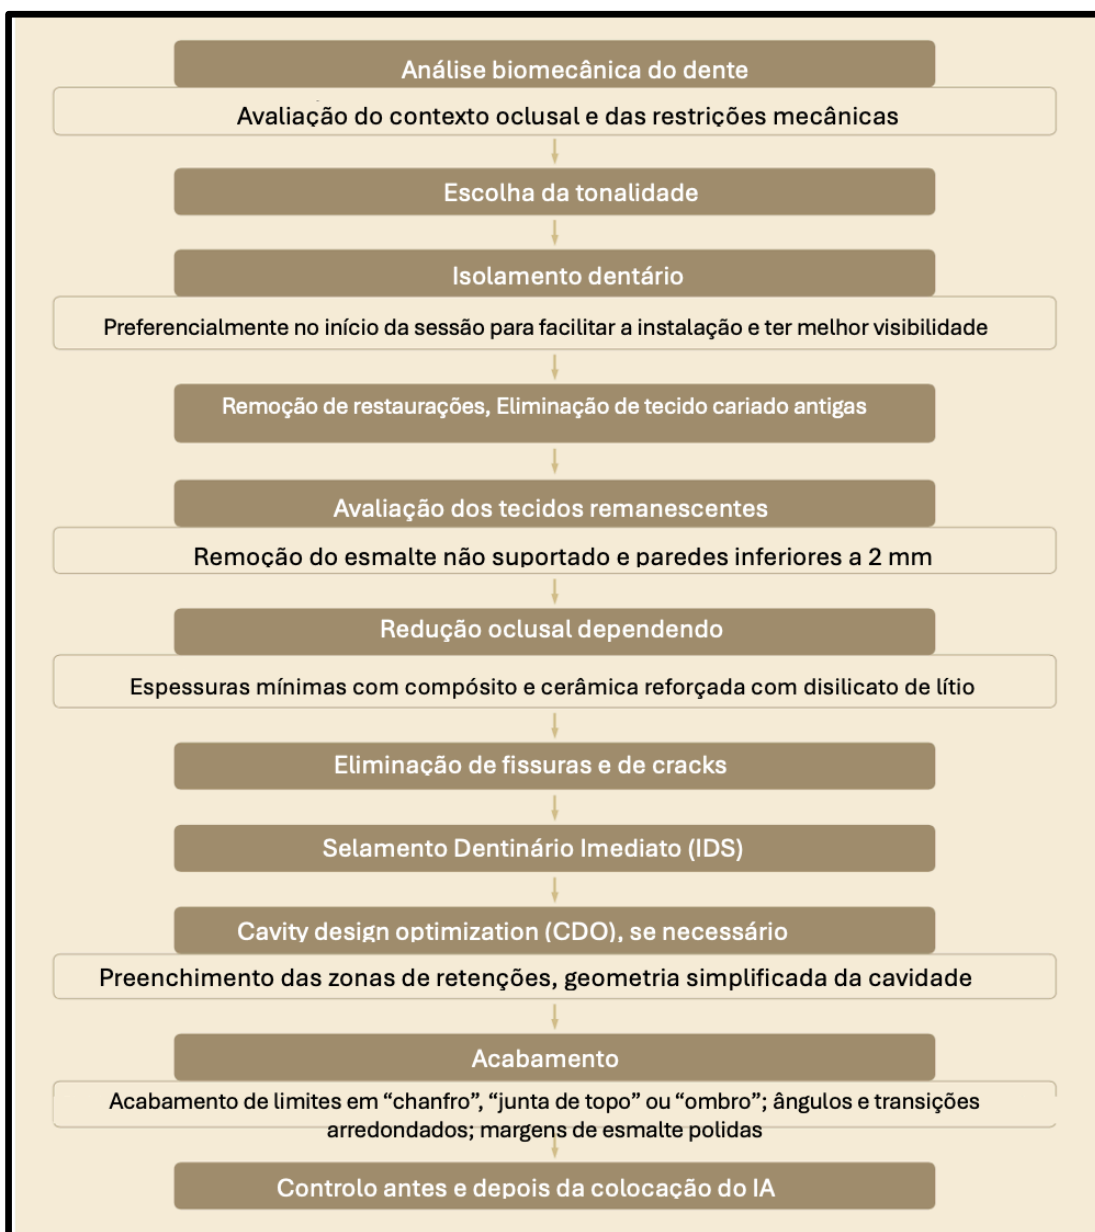 Análise biomecânica do dente
Avaliação do contexto oclusal e das restrições mecânicas
Escolha da tonalidade
Isolamento dentário
Preferencialmente no início da sessão para facilitar a instalação e ter melhor visibilidade
Remoção de restaurações, Eliminação de tecido cariado antigas
Avaliação dos tecidos remanescentes
Remoção do esmalte não suportado e paredes inferiores a 2 mm
Redução oclusal dependendo
Espessuras mínimas com compósito e cerâmica reforçada com disilicato de lítio
Eliminação de fissuras e de cracks
Selamento Dentinário Imediato (IDS)
Cavity design optimization (CDO), se necessário
Preenchimento das zonas de retenções, geometria simplificada da cavidade
Acabamento
Acabamento de limites em “chanfro”, “junta de topo” ou “ombro”; ângulos e transições
arredondados; margens de esmalte polidas
Controlo antes e depois da colocação do IA